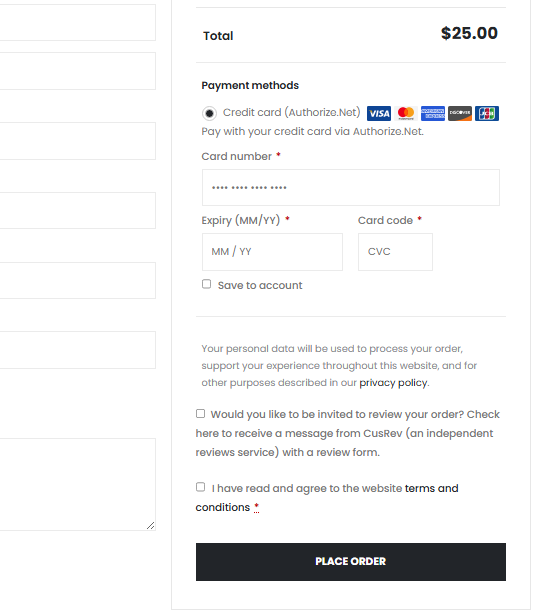 Total $25.00
Payment methods
Credit card (Authorize.Net) VISA DISCOVER JCB
Pay with your credit card via Authorize.Net.
Card number *
•••• •••• •••• ••••
Expiry (MM/YY) * Card code *
MM / YY CVC
Save to account
Your personal data will be used to process your order,
support your experience throughout this website, and for
other purposes described in our privacy policy.
Would you like to be invited to review your order? Check
here to receive a message from CusRev (an independent
reviews service) with a review form.
I have read and agree to the website terms and
conditions *
PLACE ORDER